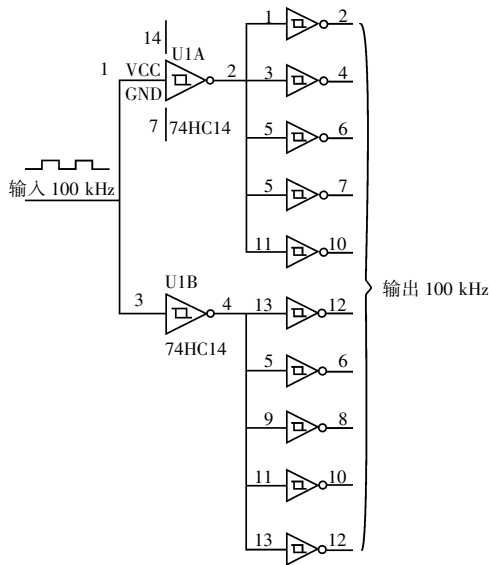 1 2
14
U1A
1 VCC 2 3 4
GND
7 74HC14 5 6
输入 100 kHz 5 7
11 10
U1B 输出 100 kHz
3 4 13 12
74HC14
5 6
9 8
11 10
13 12